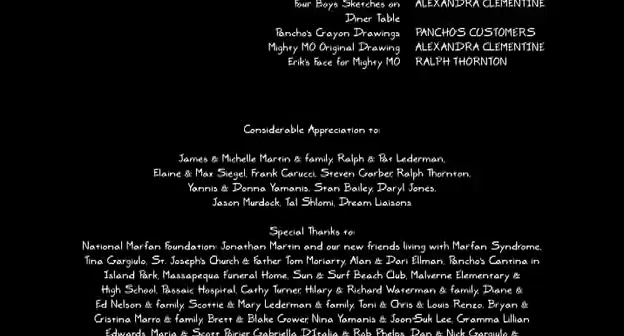 Four Boys Sketches on ALEXANDRA CLEMENTINE
Diner Table
Pancho's Crayon Drawings PANCHO'S CUSTOMERS
Mighty MO Original Drawing ALEXANDRA CLEMENTINE
Erik's Face for Mighty MO RALPH THORNTON
Considerable Appreciation to:
James & Michelle Martin & family, Ralph & Pat Lederman,
Elaine & Max Siegel, Frank Carucci, Steven Garber, Ralph Thornton,
Yannis & Donna Yamanis, Stan Bailey, Daryl Jones,
Jason Murdock, Tal Shlomi, Dream Liaisons
Special Thanks to:
National Marfan Foundation: Jonathan Martin and our new friends living with Marfan Syndrome,
Tina Gargiulo, St. Joseph's Church & Father Tom Moriarty, Alan & Dari Ellman, Pancho's Cantina in
Island Park, Massapequa Funeral Home, Sun & Surf Beach Club, Malverne Elementary &
High School, Passaic Hospital, Cathy Turner, Hilary & Richard Waterman & family, Diane &
Ed Nelson & family, Scottie & Mary Lederman & family, Toni & Chris & Louis Renzo, Bryan &
Cristina Marro & family, Brett & Blake Gower, Nina Yamanis & Joon-Suk Lee, Gramma Lillian
Edwards, Maria & Scott Porier Gabriella D'Italia & Rob Phelps, Dan & Nick Gargiulo &